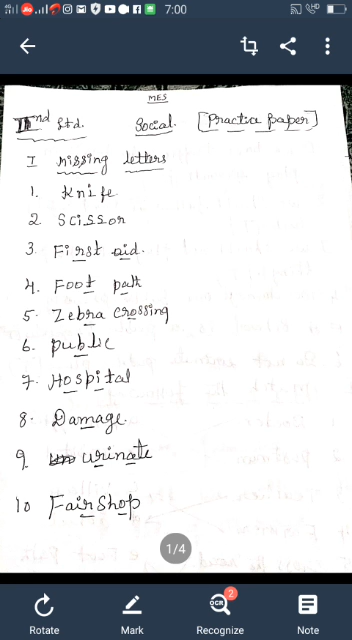 7:00
MES
IInd Std. Social. [Practice paper]
I Missing letters
1. Knife
2. Scissor
3. First aid.
4. Foot path
5. Zebra crossing
6. public
7. Hospital
8. Damage.
9. urinate
10 Fair Shop
1/4
Rotate Mark Recognize Note
OCR
2